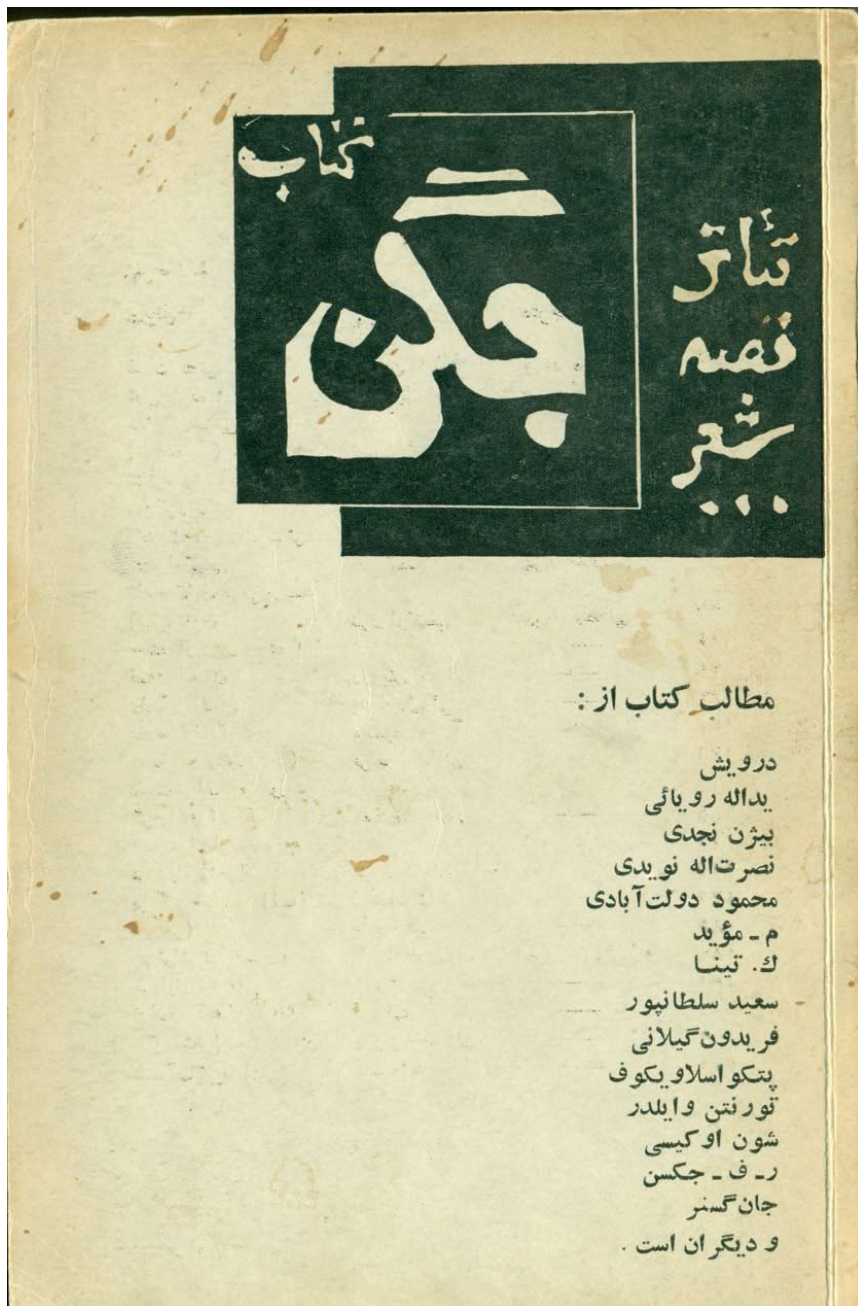 کتاب
جگن
تئاتر
قصه
شعر
...
مطالب کتاب از :
درویش
یداله رویائی
بیژن نجدی
نصرت‌اله نویدی
محمود دولت‌آبادی
م ـ مؤید
ك. تینا
سعید سلطانپور
فریدون گیلانی
پتکو اسلاویکوف
تورنتن وایلدر
شون اوکیسی
ر ـ ف ـ جکسن
جان گسنر
و دیگران است .